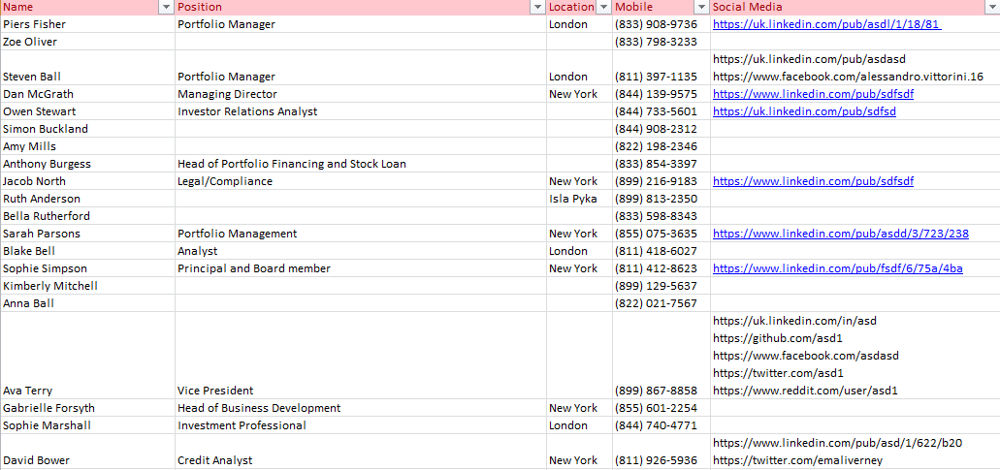 Name Position Location Mobile Social Media
Piers Fisher Portfolio Manager London (833) 908-9736 https://uk.linkedin.com/pub/asdl/1/18/81
Zoe Oliver (833) 798-3233
https://uk.linkedin.com/pub/asdasd
Steven Ball Portfolio Manager London (811) 397-1135 https://www.facebook.com/alessandro.vittorini.16
Dan McGrath Managing Director New York (844) 139-9575 https://www.linkedin.com/pub/sdfsdf
Owen Stewart Investor Relations Analyst (844) 733-5601 https://uk.linkedin.com/pub/sdfsd
Simon Buckland (844) 908-2312
Amy Mills (822) 198-2346
Anthony Burgess Head of Portfolio Financing and Stock Loan (833) 854-3397
Jacob North Legal/Compliance New York (899) 216-9183 https://www.linkedin.com/pub/sdfsdf
Ruth Anderson Isla Pyka (899) 813-2350
Bella Rutherford (833) 598-8343
Sarah Parsons Portfolio Management New York (855) 075-3635 https://www.linkedin.com/pub/asdd/3/723/238
Blake Bell Analyst London (811) 418-6027
Sophie Simpson Principal and Board member New York (811) 412-8623 https://www.linkedin.com/pub/fsdf/6/75a/4ba
Kimberly Mitchell (899) 129-5637
Anna Ball (822) 021-7567
https://uk.linkedin.com/in/asd
https://github.com/asd1
https://www.facebook.com/asdasd
https://twitter.com/asd1
Ava Terry Vice President (899) 867-8858 https://www.reddit.com/user/asd1
Gabrielle Forsyth Head of Business Development New York (855) 601-2254
Sophie Marshall Investment Professional London (844) 740-4771
https://www.linkedin.com/pub/asd/1/622/b20
David Bower Credit Analyst New York (811) 926-5936 https://twitter.com/emaliverney